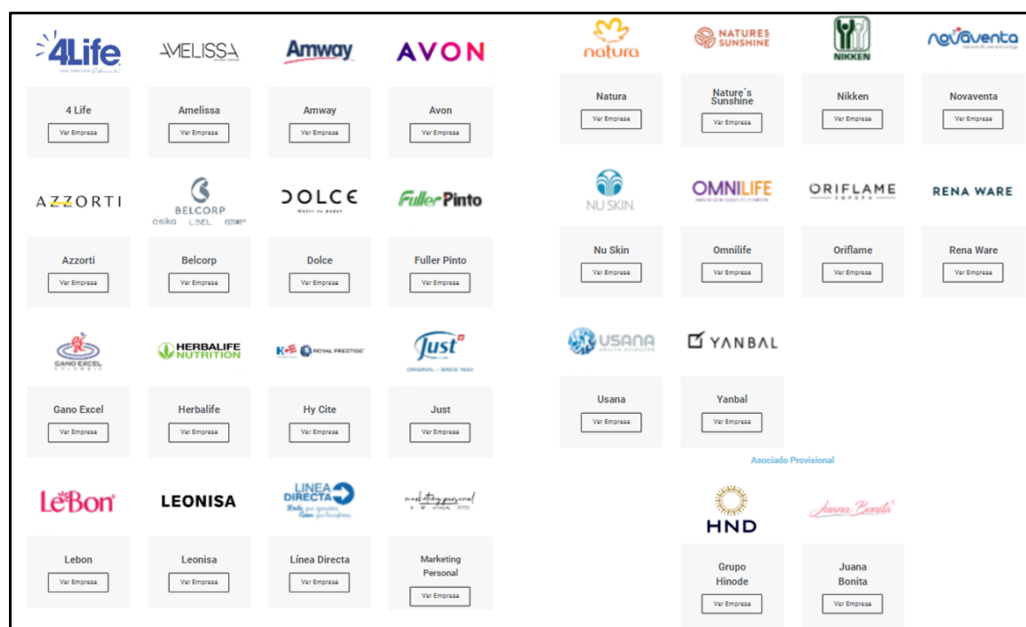 4Life
AMELISSA
Amway
AVON
4 Life
Amelissa
Amway
Avon
Ver Empresa
Ver Empresa
Ver Empresa
Ver Empresa
AZZORTI
BELCORP
ésika L'BEL cyzone
DOLCE
Fuller Pinto
Azzorti
Belcorp
Dolce
Fuller Pinto
Ver Empresa
Ver Empresa
Ver Empresa
Ver Empresa
GANO EXCEL
COLOMBIA
HERBALIFE
NUTRITION
ROYAL PRESTIGE
Just
ORIGINAL - SINCE 1930
Gano Excel
Herbalife
Hy Cite
Just
Ver Empresa
Ver Empresa
Ver Empresa
Ver Empresa
LeBon
LEONISA
LINEA
DIRECTA
marketing personal
Lebon
Leonisa
Línea Directa
Marketing
Personal
Ver Empresa
Ver Empresa
Ver Empresa
Ver Empresa
natura
NATURES
SUNSHINE
NIKKEN
novaventa
Natura
Nature´s
Sunshine
Nikken
Novaventa
Ver Empresa
Ver Empresa
Ver Empresa
Ver Empresa
NU SKIN
OMNILIFE
ORIFLAME
RENA WARE
Nu Skin
Omnilife
Oriflame
Rena Ware
Ver Empresa
Ver Empresa
Ver Empresa
Ver Empresa
USANA
YANBAL
Usana
Yanbal
Ver Empresa
Ver Empresa
Asociado Provisional
HND
Juana Bonita
Grupo
Hinode
Juana
Bonita
Ver Empresa
Ver Empresa